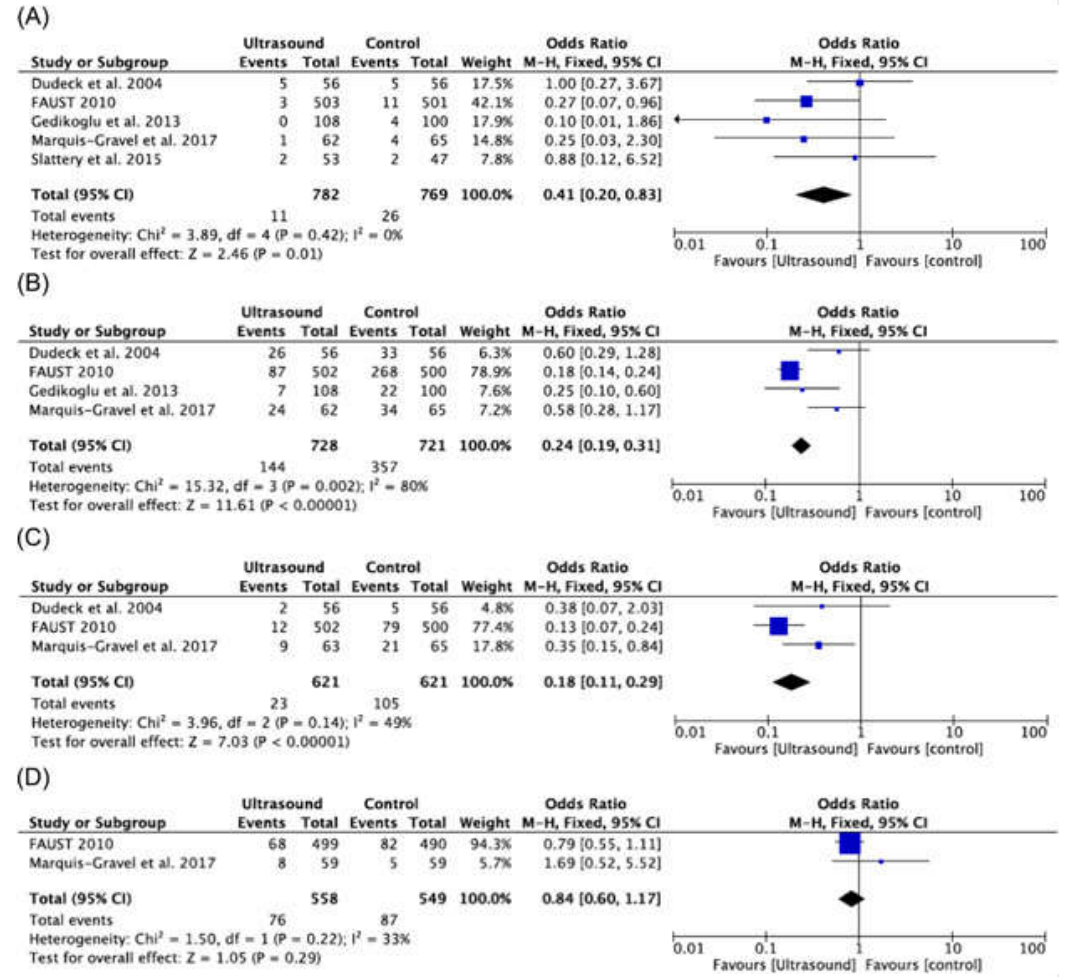 (A)
Ultrasound Control Odds Ratio Odds Ratio
Study or Subgroup Events Total Events Total Weight M-H, Fixed, 95% CI M-H, Fixed, 95% CI
Dudeck et al. 2004 5 56 5 56 17.5% 1.00 [0.27, 3.67]
FAUST 2010 3 503 11 501 42.1% 0.27 [0.07, 0.96]
Gedikoglu et al. 2013 0 108 4 100 17.9% 0.10 [0.01, 1.86]
Marquis-Gravel et al. 2017 1 62 4 65 14.8% 0.25 [0.03, 2.30]
Slattery et al. 2015 2 53 2 47 7.8% 0.88 [0.12, 6.52]
Total (95% CI) 782 769 100.0% 0.41 [0.20, 0.83]
Total events 11 26
Heterogeneity: Chi² = 3.89, df = 4 (P = 0.42); I² = 0%
Test for overall effect: Z = 2.46 (P = 0.01)
0.01 0.1 1 10 100
Favours [Ultrasound] Favours [control]
(B)
Ultrasound Control Odds Ratio Odds Ratio
Study or Subgroup Events Total Events Total Weight M-H, Fixed, 95% CI M-H, Fixed, 95% CI
Dudeck et al. 2004 26 56 33 56 6.3% 0.60 [0.29, 1.28]
FAUST 2010 87 502 268 500 78.9% 0.18 [0.14, 0.24]
Gedikoglu et al. 2013 7 108 22 100 7.6% 0.25 [0.10, 0.60]
Marquis-Gravel et al. 2017 24 62 34 65 7.2% 0.58 [0.28, 1.17]
Total (95% CI) 728 721 100.0% 0.24 [0.19, 0.31]
Total events 144 357
Heterogeneity: Chi² = 15.32, df = 3 (P = 0.002); I² = 80%
Test for overall effect: Z = 11.61 (P < 0.00001)
0.01 0.1 1 10 100
Favours [Ultrasound] Favours [control]
(C)
Ultrasound Control Odds Ratio Odds Ratio
Study or Subgroup Events Total Events Total Weight M-H, Fixed, 95% CI M-H, Fixed, 95% CI
Dudeck et al. 2004 2 56 5 56 4.8% 0.38 [0.07, 2.03]
FAUST 2010 12 502 79 500 77.4% 0.13 [0.07, 0.24]
Marquis-Gravel et al. 2017 9 63 21 65 17.8% 0.35 [0.15, 0.84]
Total (95% CI) 621 621 100.0% 0.18 [0.11, 0.29]
Total events 23 105
Heterogeneity: Chi² = 3.96, df = 2 (P = 0.14); I² = 49%
Test for overall effect: Z = 7.03 (P < 0.00001)
0.01 0.1 1 10 100
Favours [Ultrasound] Favours [control]
(D)
Ultrasound Control Odds Ratio Odds Ratio
Study or Subgroup Events Total Events Total Weight M-H, Fixed, 95% CI M-H, Fixed, 95% CI
FAUST 2010 68 499 82 490 94.3% 0.79 [0.55, 1.11]
Marquis-Gravel et al. 2017 8 59 5 59 5.7% 1.69 [0.52, 5.52]
Total (95% CI) 558 549 100.0% 0.84 [0.60, 1.17]
Total events 76 87
Heterogeneity: Chi² = 1.50, df = 1 (P = 0.22); I² = 33%
Test for overall effect: Z = 1.05 (P = 0.29)
0.01 0.1 1 10 100
Favours [Ultrasound] Favours [control]